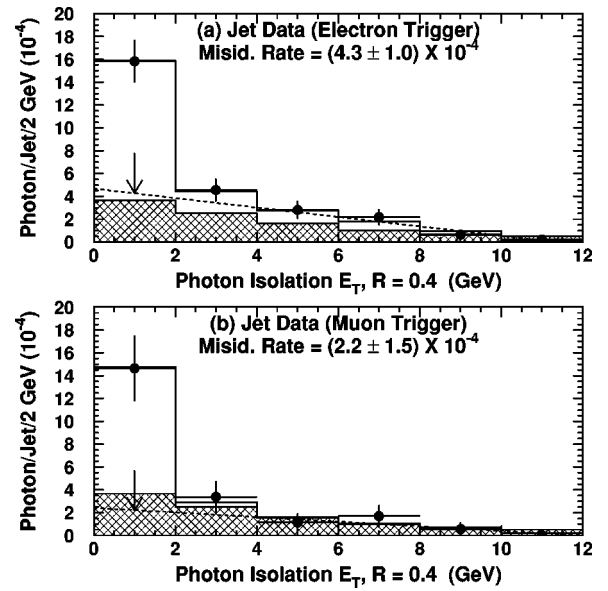 (a) Jet Data (Electron Trigger)
Misid. Rate = (4.3 ± 1.0) X 10⁻⁴
Photon/Jet/2 GeV (10⁻⁴)
20
18
16
14
12
10
8
6
4
2
0
0 2 4 6 8 10 12
Photon Isolation E_T, R = 0.4 (GeV)
(b) Jet Data (Muon Trigger)
Misid. Rate = (2.2 ± 1.5) X 10⁻⁴
Photon/Jet/2 GeV (10⁻⁴)
20
18
16
14
12
10
8
6
4
2
0
0 2 4 6 8 10 12
Photon Isolation E_T, R = 0.4 (GeV)